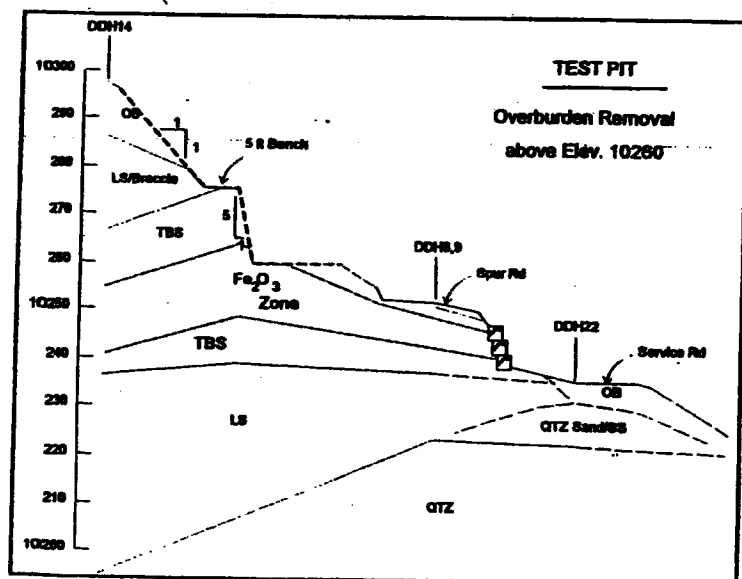 DDH14
TEST PIT
Overburden Removal
above Elev. 10260
10300
290
280
270
260
10250
240
230
220
210
OB
1
1
5 ft Bench
LS/Breccia
TBS
5
1
Fe2O3
Zone
DDH8,9
Spur Rd
TBS
DDH22
Service Rd
OB
QTZ Sand/SS
LS
QTZ